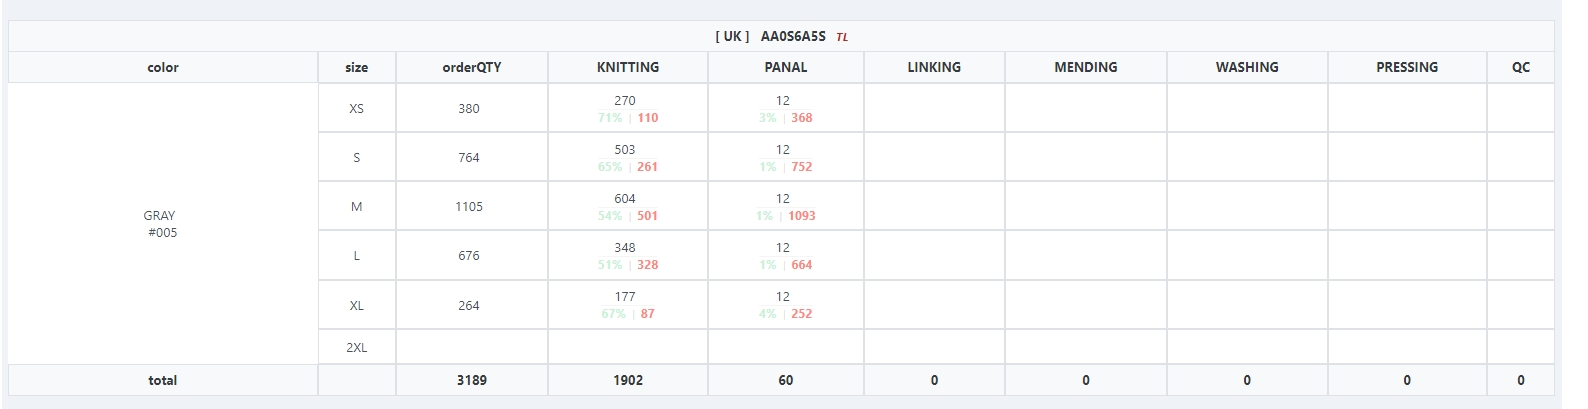 [ UK ] AA0S6A5S TL
color size orderQTY KNITTING PANAL LINKING MENDING WASHING PRESSING QC
GRAY
#005
XS 380 270 12
71% | 110 3% | 368
S 764 503 12
65% | 261 1% | 752
M 1105 604 12
54% | 501 1% | 1093
L 676 348 12
51% | 328 1% | 664
XL 264 177 12
67% | 87 4% | 252
2XL
total 3189 1902 60 0 0 0 0 0